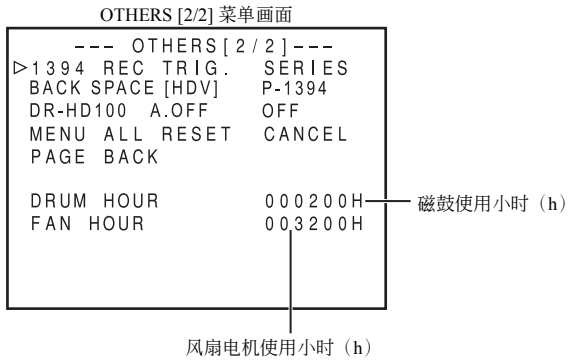 OTHERS [2/2] 菜单画面
--- OTHERS[2/2]---
▷1394 REC TRIG. SERIES
BACK SPACE [HDV] P-1394
DR-HD100 A.OFF OFF
MENU ALL RESET CANCEL
PAGE BACK
DRUM HOUR 000200H
磁鼓使用小时（h）
FAN HOUR 003200H
风扇电机使用小时（h）